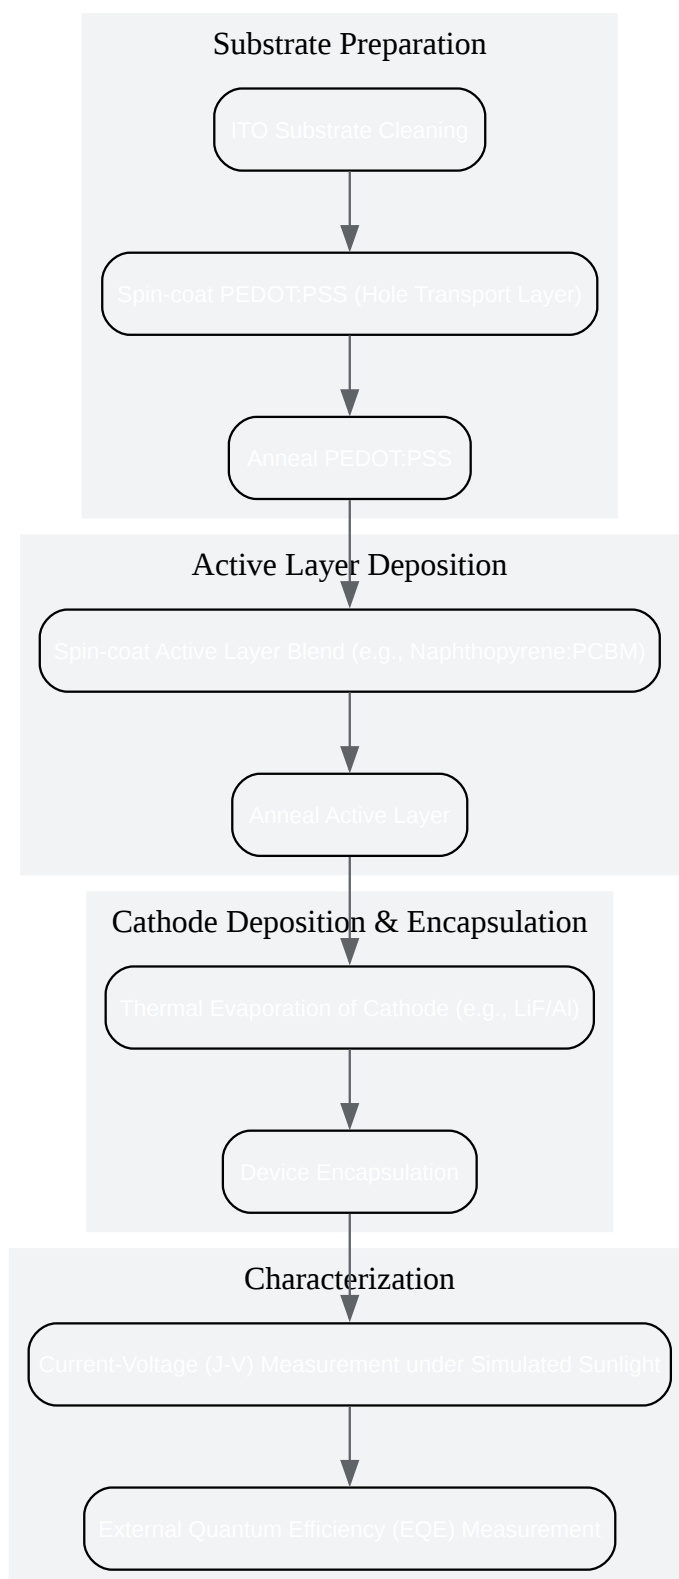 Substrate Preparation
ITO Substrate Cleaning
Spin-coat PEDOT:PSS (Hole Transport Layer)
Anneal PEDOT:PSS
Active Layer Deposition
Spin-coat Active Layer Blend (e.g., Naphthopyrene:PCBM)
Anneal Active Layer
Cathode Deposition & Encapsulation
Thermal Evaporation of Cathode (e.g., LiF/Al)
Device Encapsulation
Characterization
Current-Voltage (J-V) Measurement under Simulated Sunlight
External Quantum Efficiency (EQE) Measurement